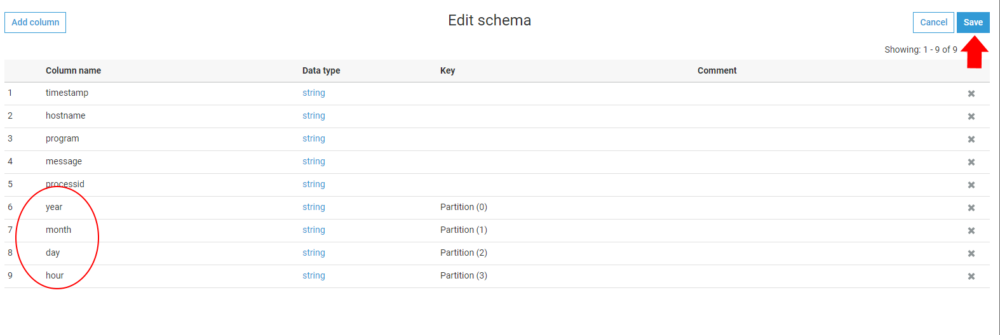 Add column
Edit schema
Cancel Save
Showing: 1 - 9 of 9
Column name Data type Key Comment
1 timestamp string
2 hostname string
3 program string
4 message string
5 processid string
6 year string Partition (0)
7 month string Partition (1)
8 day string Partition (2)
9 hour string Partition (3)